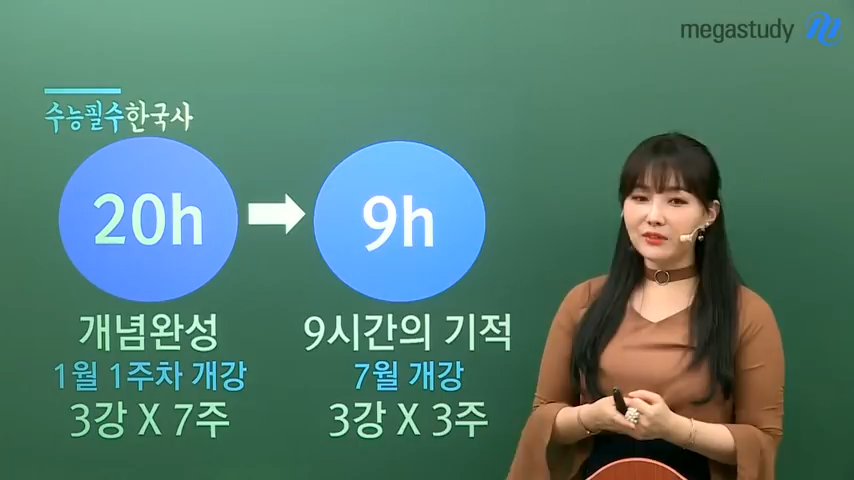 megastudy
수능필수한국사
20h
9h
개념완성
1월 1주차 개강
3강 X 7주
9시간의 기적
7월 개강
3강 X 3주